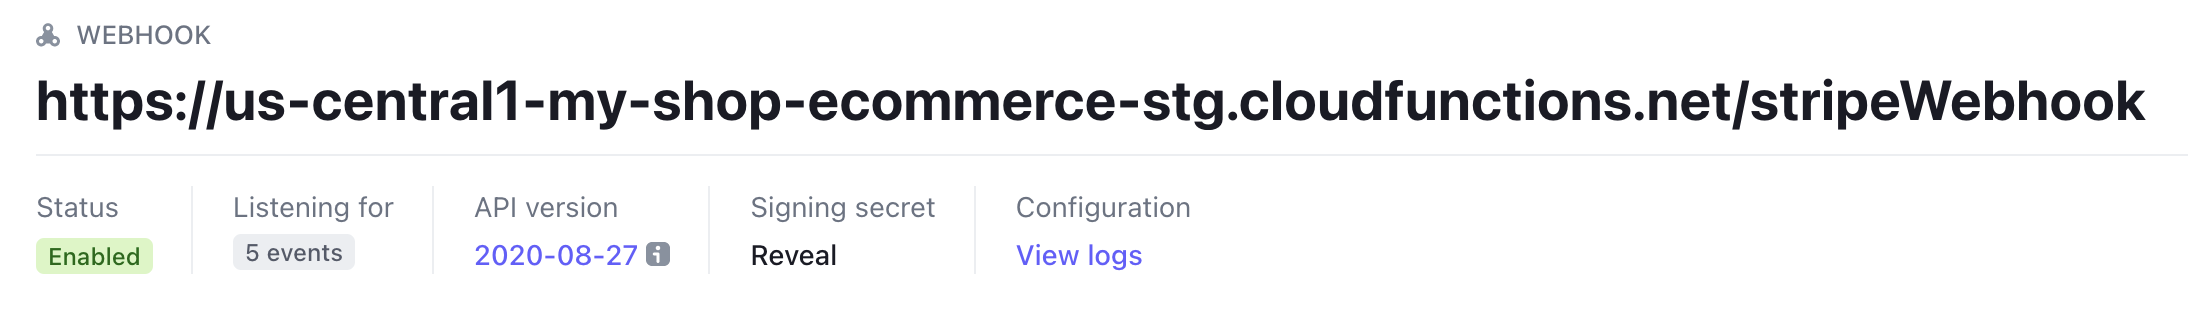 WEBHOOK
https://us-central1-my-shop-ecommerce-stg.cloudfunctions.net/stripeWebhook
Status
Enabled
Listening for
5 events
API version
2020-08-27 i
Signing secret
Reveal
Configuration
View logs